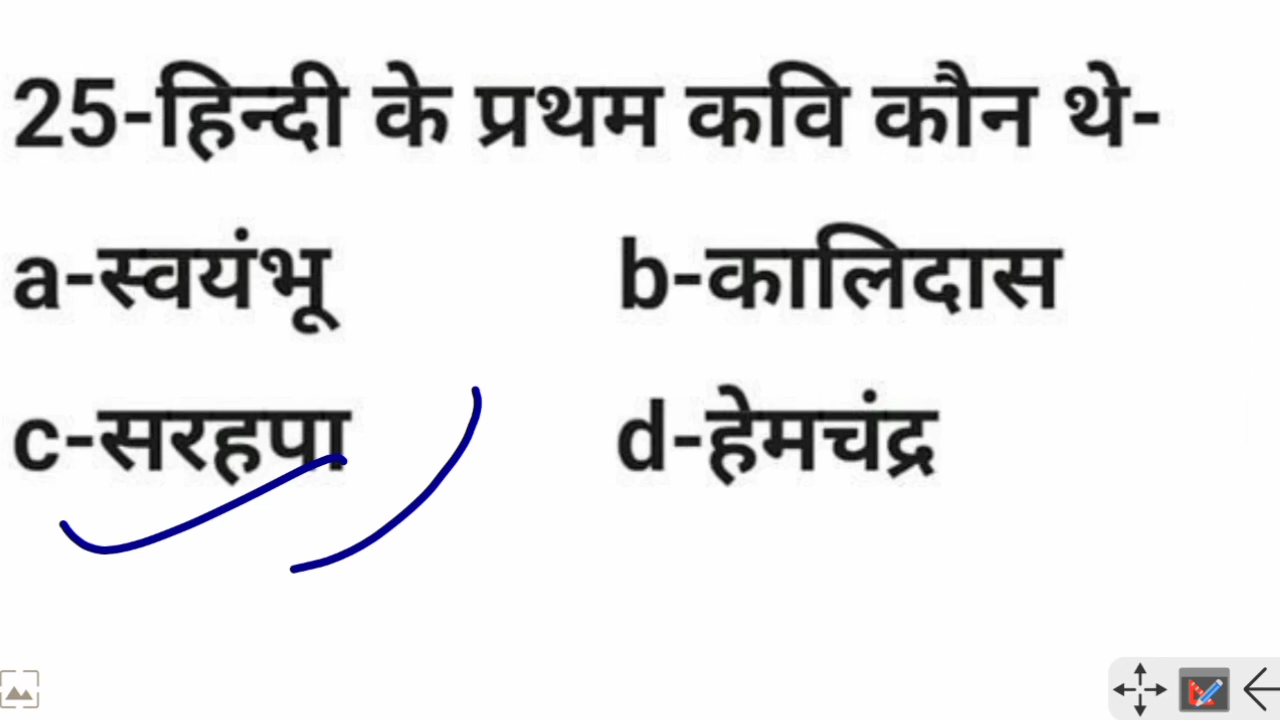 25-हिन्दी के प्रथम कवि कौन थे-
a-स्वयंभू b-कालिदास
c-सरहपा d-हेमचंद्र